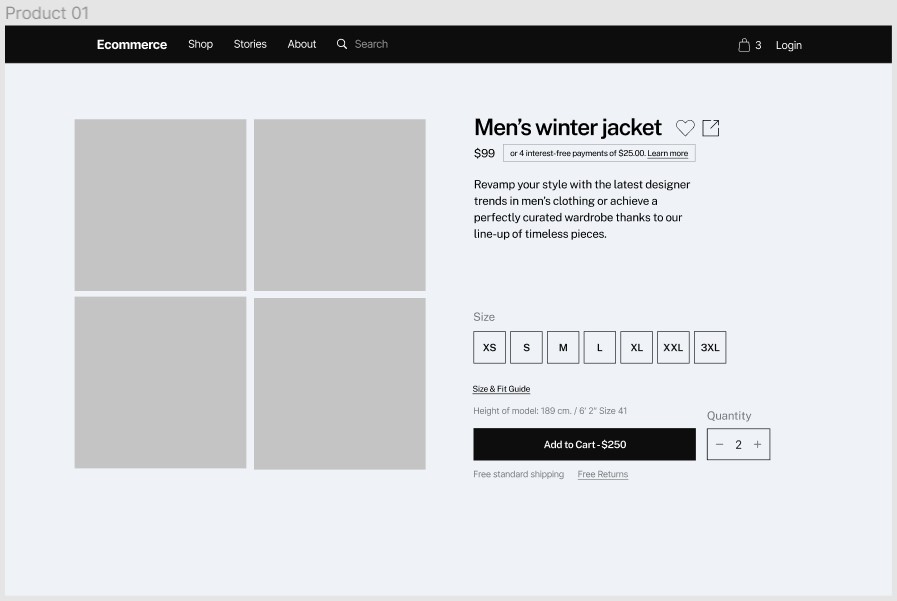 Product 01
Ecommerce Shop Stories About Search 3 Login
Men’s winter jacket
$99 or 4 interest-free payments of $25.00. Learn more
Revamp your style with the latest designer
trends in men’s clothing or achieve a
perfectly curated wardrobe thanks to our
line-up of timeless pieces.
Size
XS S M L XL XXL 3XL
Size & Fit Guide
Height of model: 189 cm. / 6' 2" Size 41
Quantity
Add to Cart - $250
− 2 +
Free standard shipping Free Returns